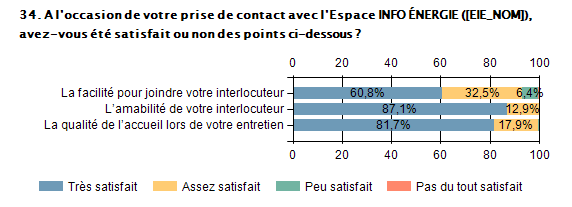 34. A l'occasion de votre prise de contact avec l'Espace INFO ÉNERGIE ([EIE_NOM]),
avez-vous été satisfait ou non des points ci-dessous ?
0 20 40 60 80 100
La facilité pour joindre votre interlocuteur 60,8% 32,5% 6,4%
L'amabilité de votre interlocuteur 87,1% 12,9%
La qualité de l'accueil lors de votre entretien 81,7% 17,9%
0 20 40 60 80 100
Très satisfait Assez satisfait Peu satisfait Pas du tout satisfait